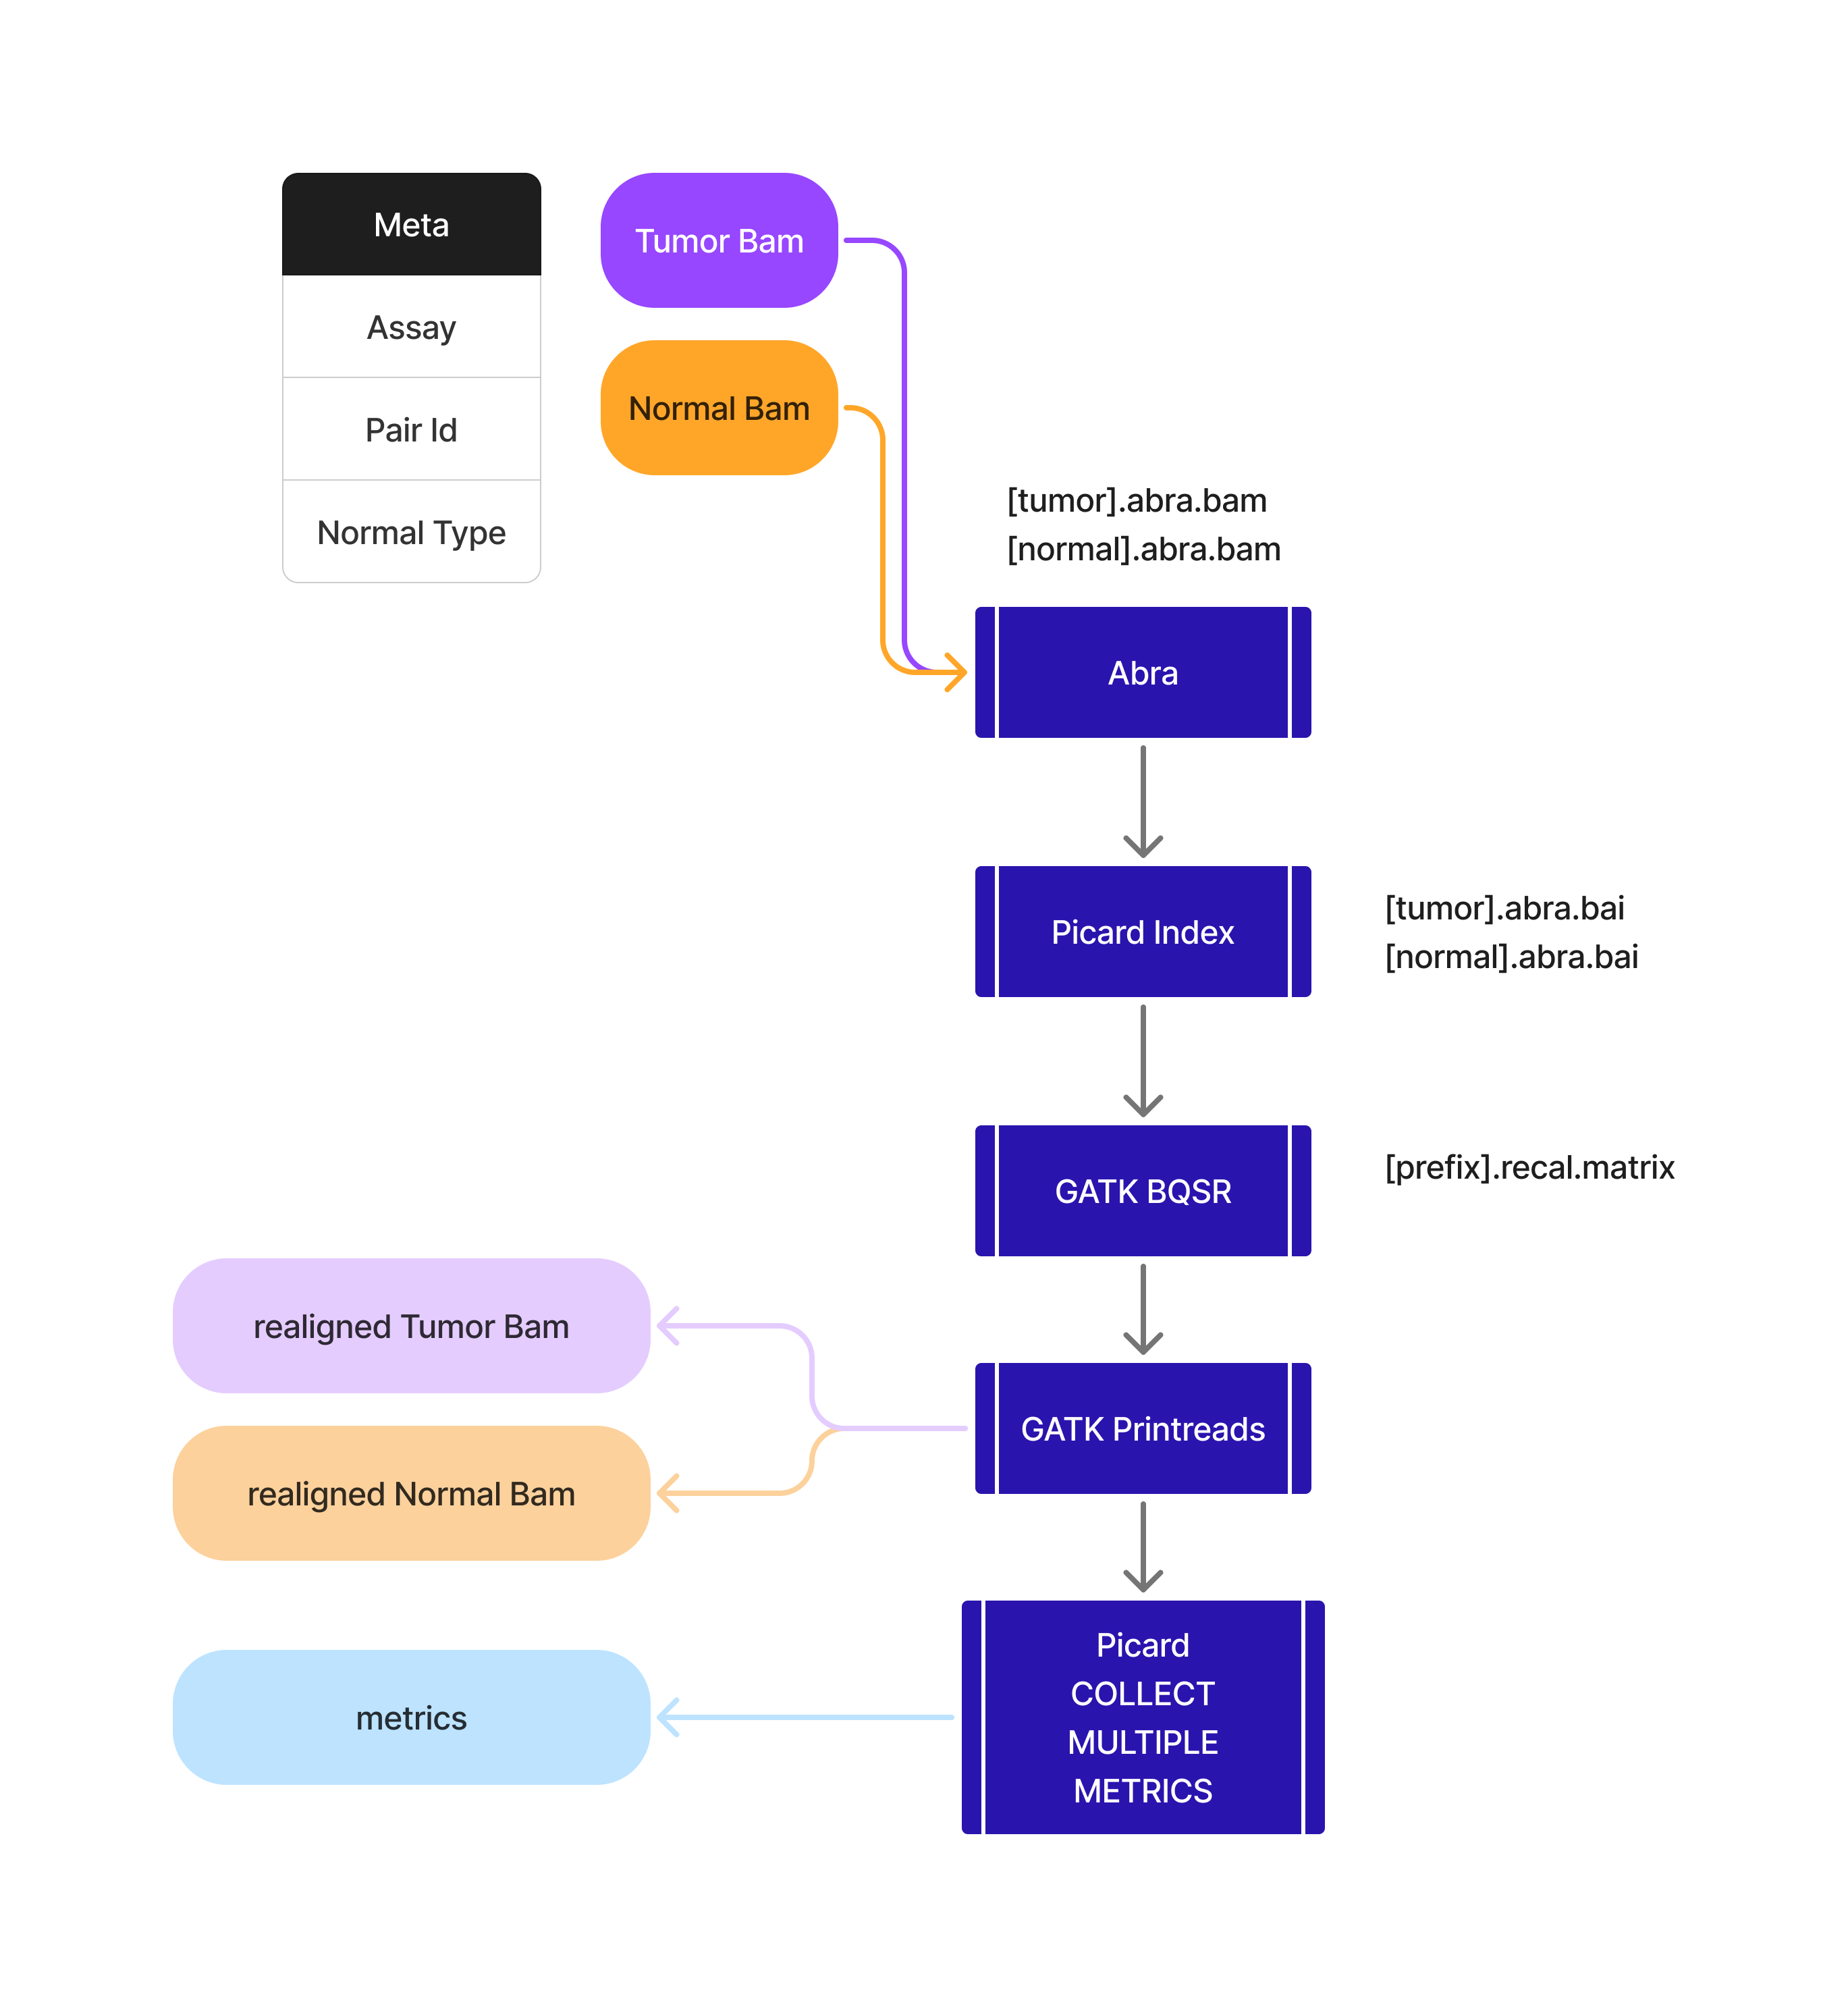 Meta
Assay
Pair Id
Normal Type
Tumor Bam
Normal Bam
[tumor].abra.bam
[normal].abra.bam
Abra
Picard Index
[tumor].abra.bai
[normal].abra.bai
GATK BQSR
[prefix].recal.matrix
realigned Tumor Bam
realigned Normal Bam
GATK Printreads
metrics
Picard
COLLECT
MULTIPLE
METRICS